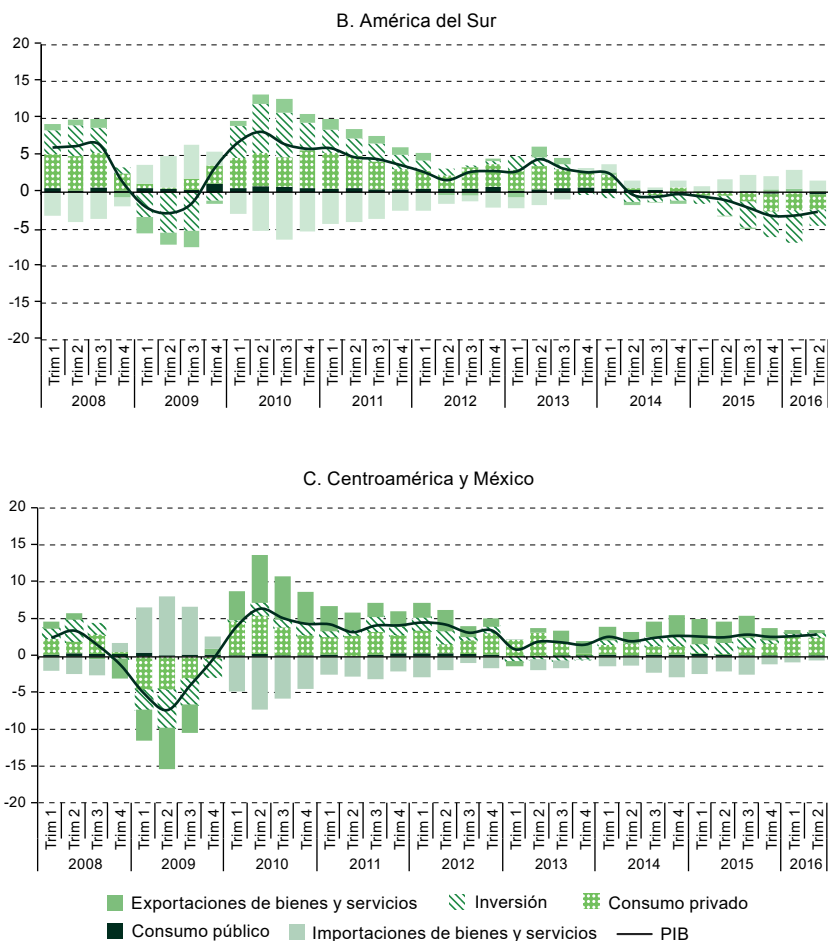 B. América del Sur
20
15
10
5
0
-5
-10
-15
-20
Trim 1 Trim 2 Trim 3 Trim 4 Trim 1 Trim 2 Trim 3 Trim 4 Trim 1 Trim 2 Trim 3 Trim 4 Trim 1 Trim 2 Trim 3 Trim 4 Trim 1 Trim 2 Trim 3 Trim 4 Trim 1 Trim 2 Trim 3 Trim 4 Trim 1 Trim 2 Trim 3 Trim 4 Trim 1 Trim 2 Trim 3 Trim 4 Trim 1 Trim 2
2008 2009 2010 2011 2012 2013 2014 2015 2016
C. Centroamérica y México
20
15
10
5
0
-5
-10
-15
-20
Trim 1 Trim 2 Trim 3 Trim 4 Trim 1 Trim 2 Trim 3 Trim 4 Trim 1 Trim 2 Trim 3 Trim 4 Trim 1 Trim 2 Trim 3 Trim 4 Trim 1 Trim 2 Trim 3 Trim 4 Trim 1 Trim 2 Trim 3 Trim 4 Trim 1 Trim 2 Trim 3 Trim 4 Trim 1 Trim 2 Trim 3 Trim 4 Trim 1 Trim 2
2008 2009 2010 2011 2012 2013 2014 2015 2016
Exportaciones de bienes y servicios Inversión Consumo privado
Consumo público Importaciones de bienes y servicios PIB